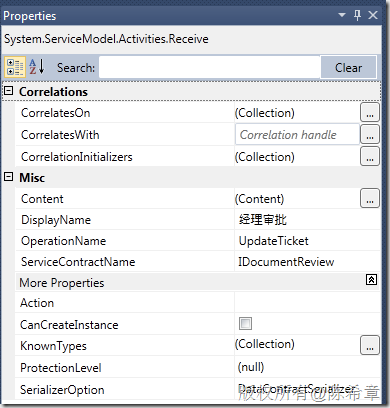 Properties
System.ServiceModel.Activities.Receive
Search: Clear
Correlations
CorrelatesOn (Collection) ...
CorrelatesWith Correlation handle ...
CorrelationInitializers (Collection) ...
Misc
Content (Content) ...
DisplayName 经理审批
OperationName UpdateTicket
ServiceContractName IDocumentReview
More Properties
Action
CanCreateInstance
KnownTypes (Collection) ...
ProtectionLevel (null)
SerializerOption DataContractSerializer
版权所有@陈希章